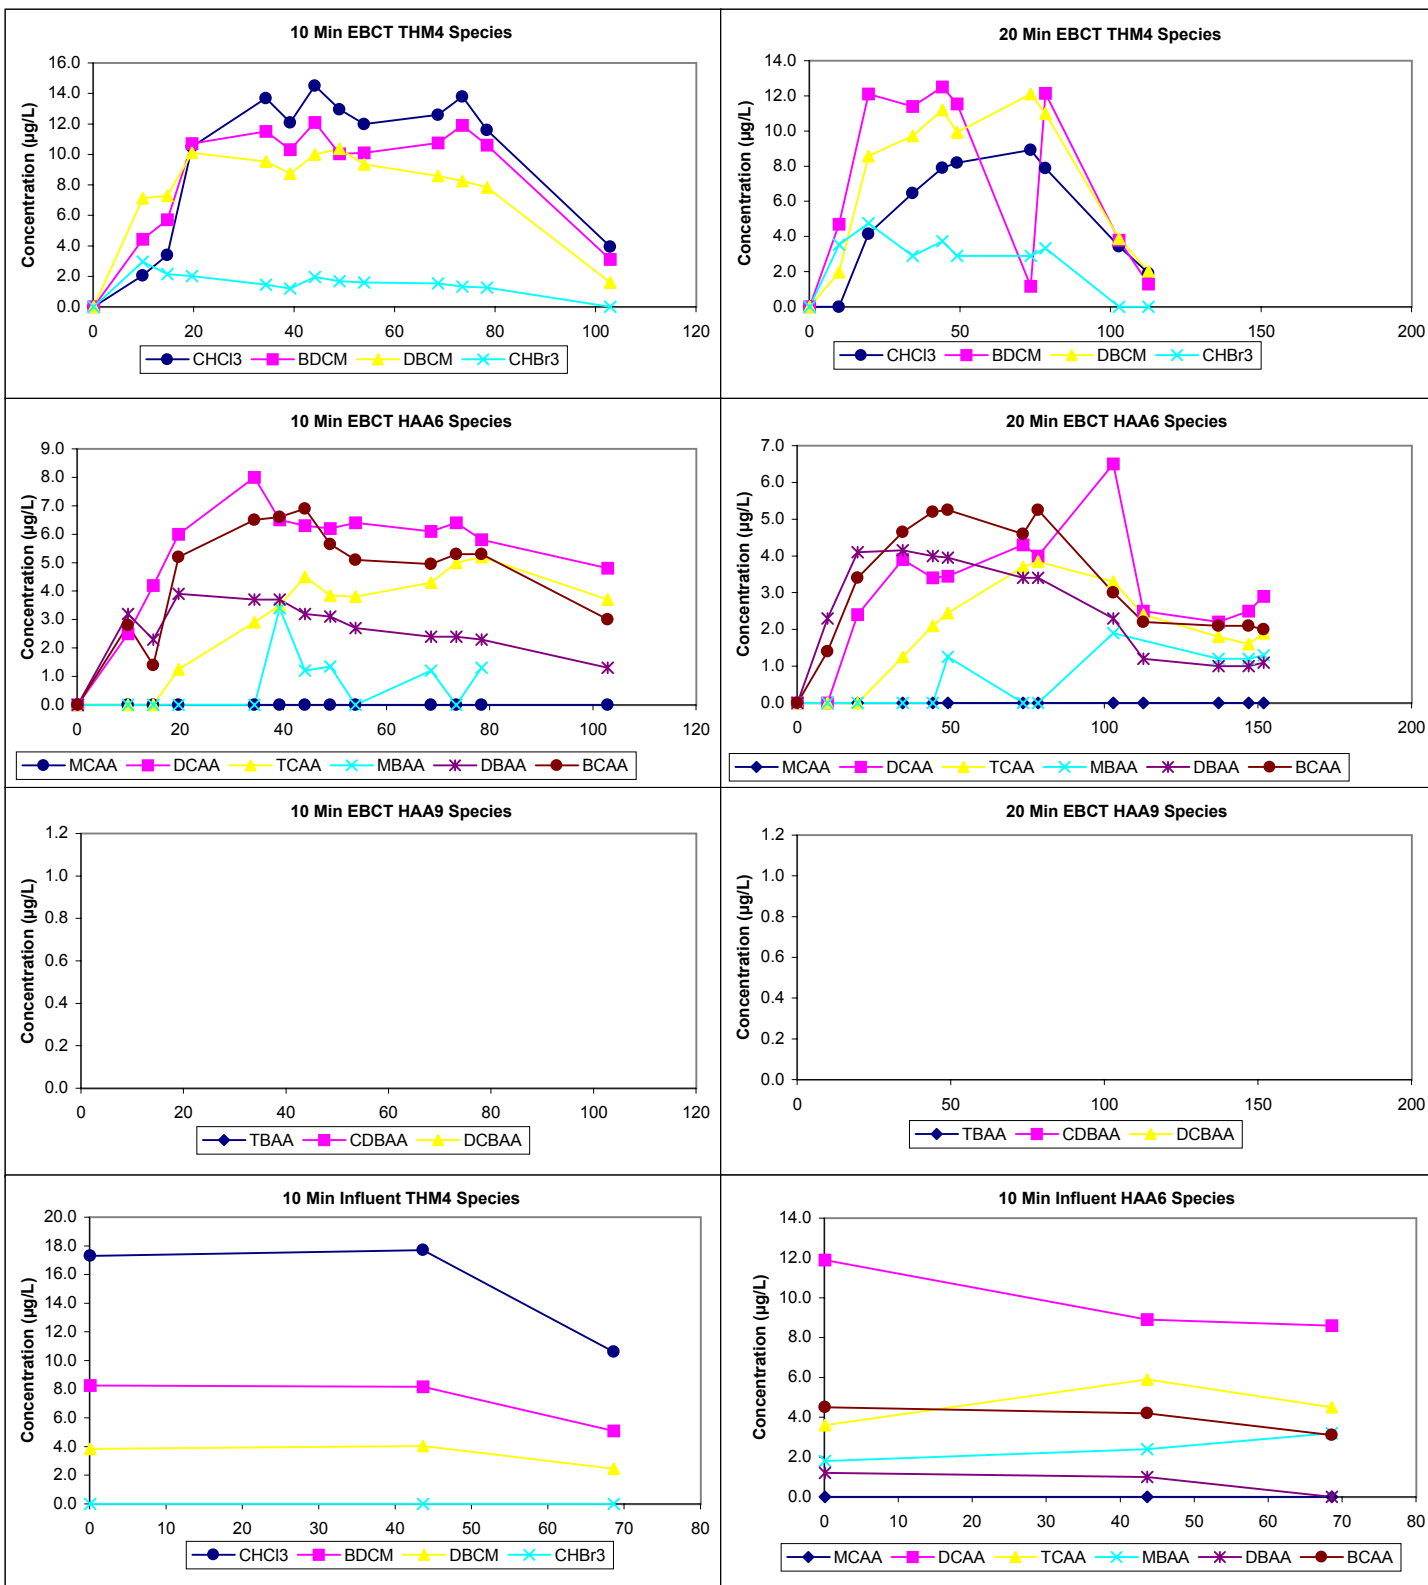 10 Min EBCT THM4 Species
Concentration (µg/L)
16.0
14.0
12.0
10.0
8.0
6.0
4.0
2.0
0.0
0 20 40 60 80 100 120
CHCl3 BDCM DBCM CHBr3
20 Min EBCT THM4 Species
Concentration (µg/L)
14.0
12.0
10.0
8.0
6.0
4.0
2.0
0.0
0 50 100 150 200
CHCl3 BDCM DBCM CHBr3
10 Min EBCT HAA6 Species
Concentration (µg/L)
9.0
8.0
7.0
6.0
5.0
4.0
3.0
2.0
1.0
0.0
0 20 40 60 80 100 120
MCAA DCAA TCAA MBAA DBAA BCAA
20 Min EBCT HAA6 Species
Concentration (µg/L)
7.0
6.0
5.0
4.0
3.0
2.0
1.0
0.0
0 50 100 150 200
MCAA DCAA TCAA MBAA DBAA BCAA
10 Min EBCT HAA9 Species
Concentration (µg/L)
1.2
1.0
0.8
0.6
0.4
0.2
0.0
0 20 40 60 80 100 120
TBAA CDBAA DCBAA
20 Min EBCT HAA9 Species
Concentration (µg/L)
1.2
1.0
0.8
0.6
0.4
0.2
0.0
0 50 100 150 200
TBAA CDBAA DCBAA
10 Min Influent THM4 Species
Concentration (µg/L)
20.0
18.0
16.0
14.0
12.0
10.0
8.0
6.0
4.0
2.0
0.0
0 10 20 30 40 50 60 70 80
CHCl3 BDCM DBCM CHBr3
10 Min Influent HAA6 Species
Concentration (µg/L)
14.0
12.0
10.0
8.0
6.0
4.0
2.0
0.0
0 10 20 30 40 50 60 70 80
MCAA DCAA TCAA MBAA DBAA BCAA